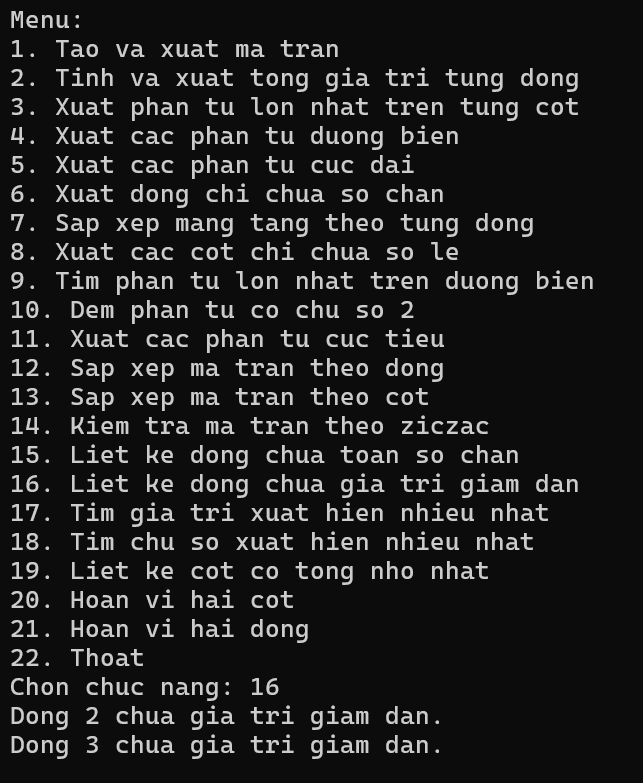 Menu:
1. Tao va xuat ma tran
2. Tinh va xuat tong gia tri tung dong
3. Xuat phan tu lon nhat tren tung cot
4. Xuat cac phan tu duong bien
5. Xuat cac phan tu cuc dai
6. Xuat dong chi chua so chan
7. Sap xep mang tang theo tung dong
8. Xuat cac cot chi chua so le
9. Tim phan tu lon nhat tren duong bien
10. Dem phan tu co chu so 2
11. Xuat cac phan tu cuc tieu
12. Sap xep ma tran theo dong
13. Sap xep ma tran theo cot
14. Kiem tra ma tran theo ziczac
15. Liet ke dong chua toan so chan
16. Liet ke dong chua gia tri giam dan
17. Tim gia tri xuat hien nhieu nhat
18. Tim chu so xuat hien nhieu nhat
19. Liet ke cot co tong nho nhat
20. Hoan vi hai cot
21. Hoan vi hai dong
22. Thoat
Chon chuc nang: 16
Dong 2 chua gia tri giam dan.
Dong 3 chua gia tri giam dan.